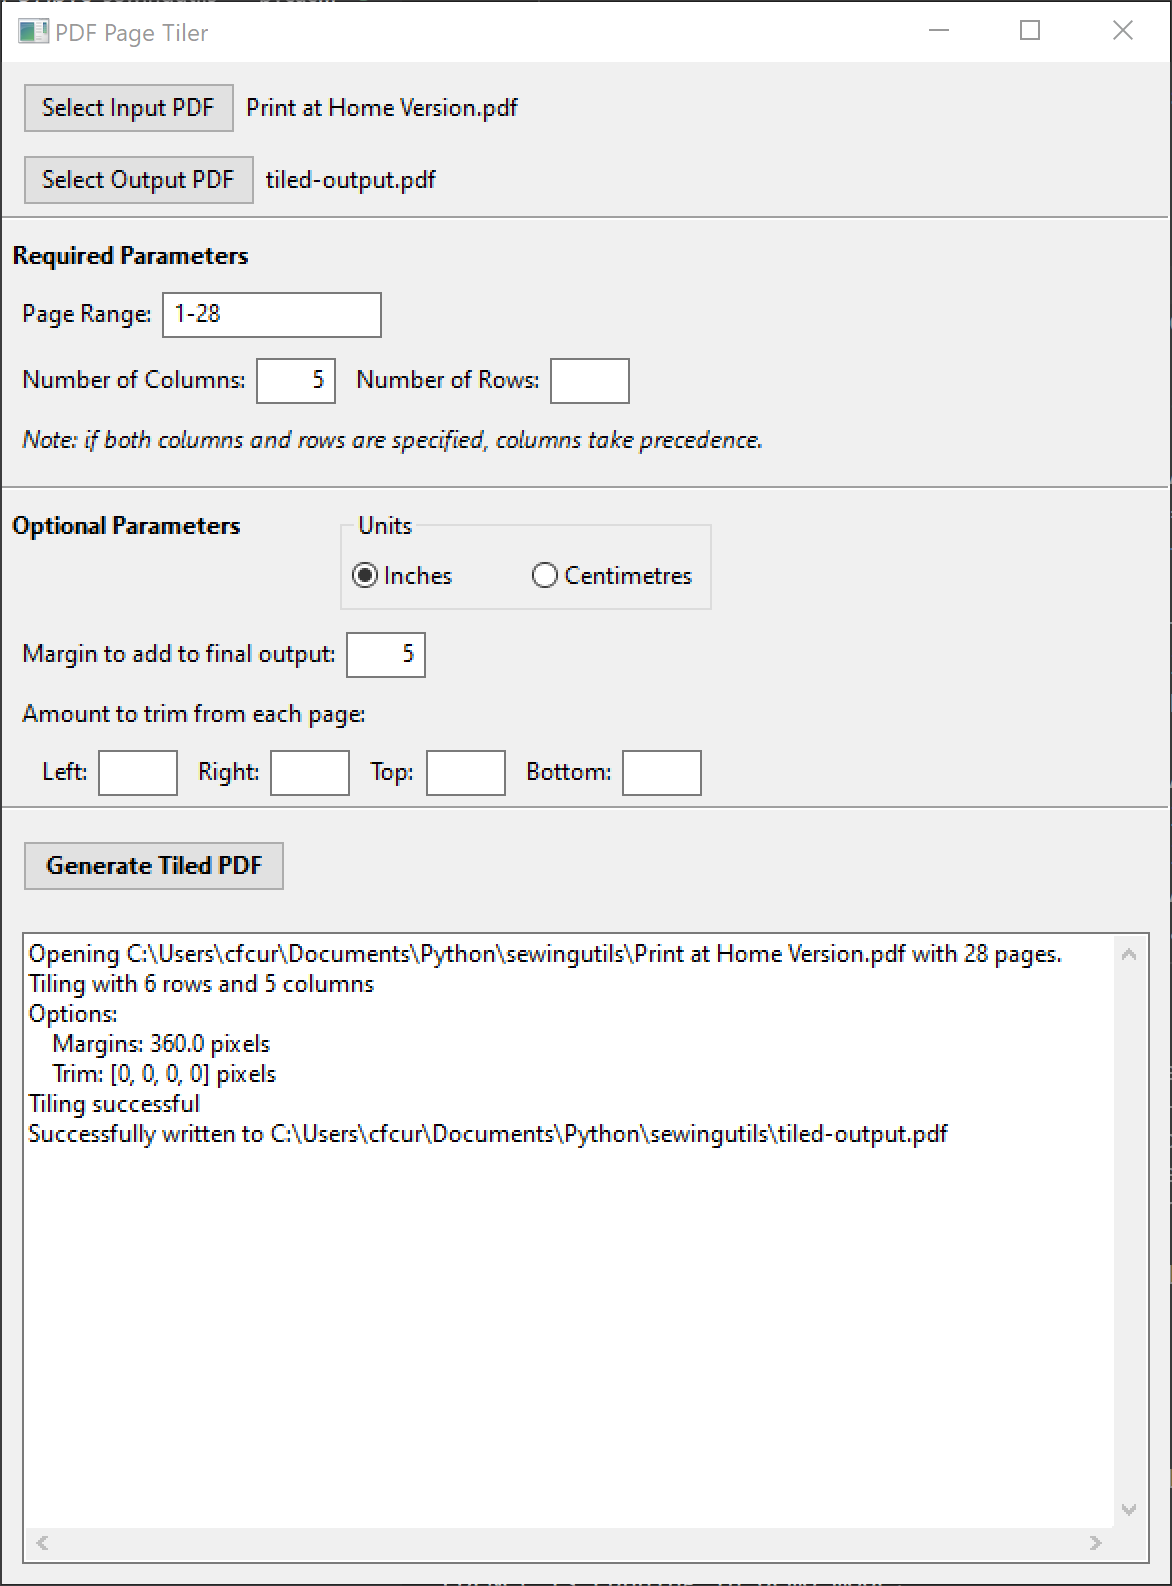 PDF Page Tiler
Select Input PDF Print at Home Version.pdf
Select Output PDF tiled-output.pdf
Required Parameters
Page Range: 1-28
Number of Columns: 5 Number of Rows:
Note: if both columns and rows are specified, columns take precedence.
Optional Parameters Units
Inches Centimetres
Margin to add to final output: 5
Amount to trim from each page:
Left: Right: Top: Bottom:
Generate Tiled PDF
Opening C:\Users\cfcur\Documents\Python\sewingutils\Print at Home Version.pdf with 28 pages.
Tiling with 6 rows and 5 columns
Options:
Margins: 360.0 pixels
Trim: [0, 0, 0, 0] pixels
Tiling successful
Successfully written to C:\Users\cfcur\Documents\Python\sewingutils\tiled-output.pdf